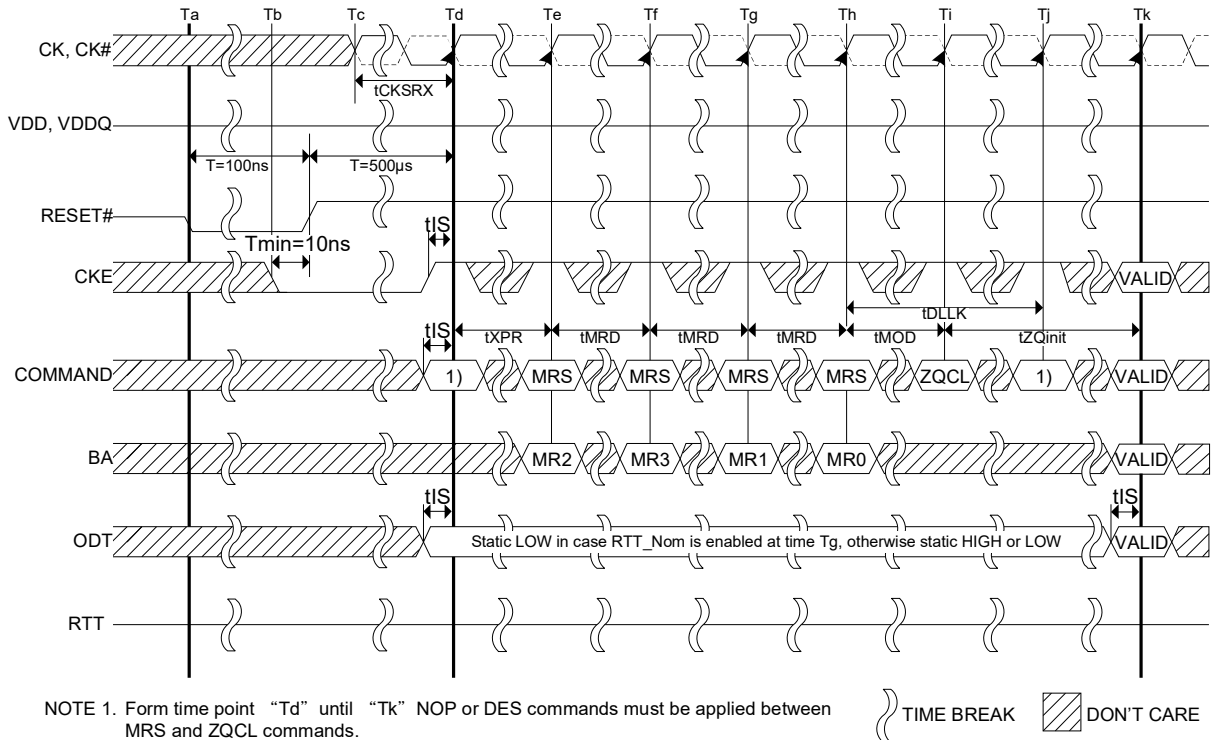 Ta Tb Tc Td Te Tf Tg Th Ti Tj Tk
CK, CK#
tCKSRX
VDD, VDDQ
T=100ns T=500µs
RESET#
tIS
Tmin=10ns
CKE VALID
tDLLK
tIS tXPR tMRD tMRD tMRD tMOD tZQinit
COMMAND 1) MRS MRS MRS MRS ZQCL 1) VALID
BA MR2 MR3 MR1 MR0 VALID
tIS tIS
ODT Static LOW in case RTT_Nom is enabled at time Tg, otherwise static HIGH or LOW VALID
RTT
NOTE 1. Form time point “Td” until “Tk” NOP or DES commands must be applied between
MRS and ZQCL commands.
TIME BREAK DON'T CARE